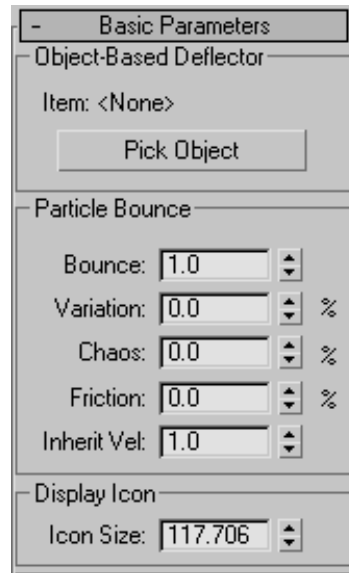 - Basic Parameters
Object-Based Deflector
Item: <None>
Pick Object
Particle Bounce
Bounce: 1.0
Variation: 0.0 %
Chaos: 0.0 %
Friction: 0.0 %
Inherit Vel: 1.0
Display Icon
Icon Size: 117.706